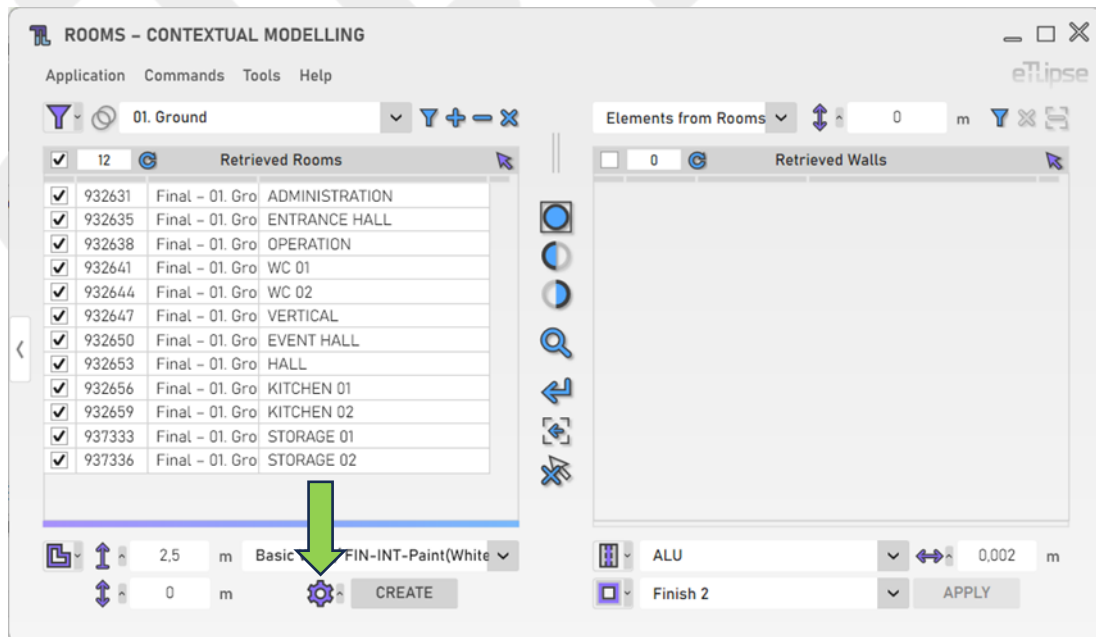 ROOMS – CONTEXTUAL MODELLING
Application Commands Tools Help
eTLipse
01. Ground
Elements from Rooms 0 m
12 Retrieved Rooms
0 Retrieved Walls
932631 Final – 01. Gro ADMINISTRATION
932635 Final – 01. Gro ENTRANCE HALL
932638 Final – 01. Gro OPERATION
932641 Final – 01. Gro WC 01
932644 Final – 01. Gro WC 02
932647 Final – 01. Gro VERTICAL
932650 Final – 01. Gro EVENT HALL
932653 Final – 01. Gro HALL
932656 Final – 01. Gro KITCHEN 01
932659 Final – 01. Gro KITCHEN 02
937333 Final – 01. Gro STORAGE 01
937336 Final – 01. Gro STORAGE 02
2,5 m Basic FIN-INT-Paint(White
ALU 0,002 m
0 m CREATE
Finish 2 APPLY